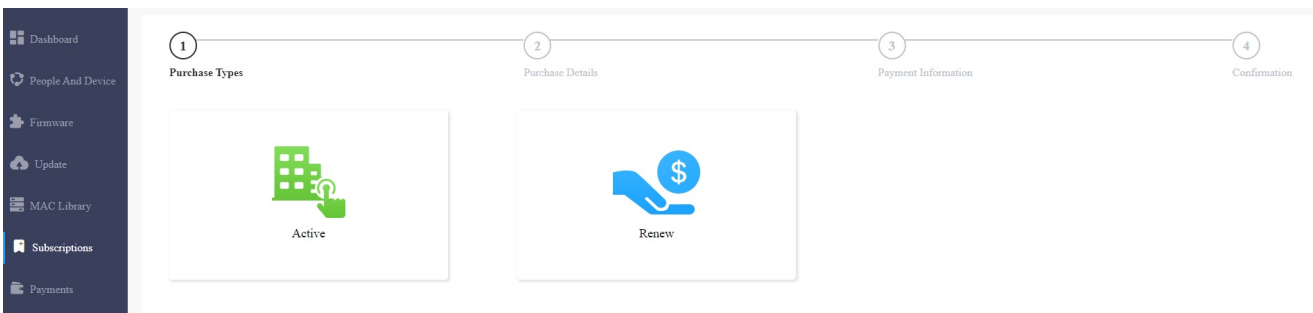 Dashboard
People And Device
Firmware
Update
MAC Library
Subscriptions
Payments
1
2
3
4
Purchase Types
Purchase Details
Payment Information
Confirmation
$
Active
Renew